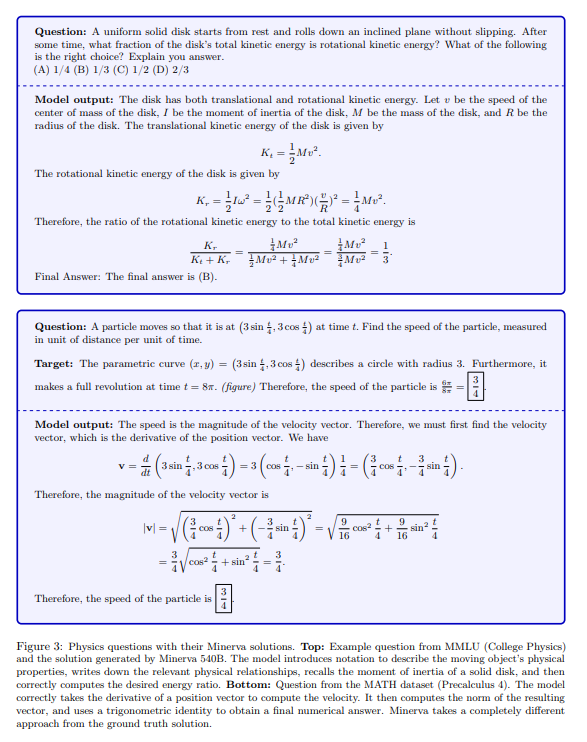 Question: A uniform solid disk starts from rest and rolls down an inclined plane without slipping. After
some time, what fraction of the disk's total kinetic energy is rotational kinetic energy? What of the following
is the right choice? Explain you answer.
(A) 1/4 (B) 1/3 (C) 1/2 (D) 2/3
Model output: The disk has both translational and rotational kinetic energy. Let v be the speed of the
center of mass of the disk, I be the moment of inertia of the disk, M be the mass of the disk, and R be the
radius of the disk. The translational kinetic energy of the disk is given by
K_t = \frac{1}{2}Mv^2.
The rotational kinetic energy of the disk is given by
K_r = \frac{1}{2}Iω^2 = \frac{1}{2}(\frac{1}{2}MR^2)(\frac{v}{R})^2 = \frac{1}{4}Mv^2.
Therefore, the ratio of the rotational kinetic energy to the total kinetic energy is
\frac{K_r}{K_t + K_r} = \frac{\frac{1}{4}Mv^2}{\frac{1}{2}Mv^2 + \frac{1}{4}Mv^2} = \frac{\frac{1}{4}Mv^2}{\frac{3}{4}Mv^2} = \frac{1}{3}.
Final Answer: The final answer is (B).
Question: A particle moves so that it is at (3 sin \frac{t}{4}, 3 cos \frac{t}{4}) at time t. Find the speed of the particle, measured
in unit of distance per unit of time.
Target: The parametric curve (x, y) = (3 sin \frac{t}{4}, 3 cos \frac{t}{4}) describes a circle with radius 3. Furthermore, it
makes a full revolution at time t = 8π. (figure) Therefore, the speed of the particle is \frac{6π}{8π} = \boxed{\frac{3}{4}}
Model output: The speed is the magnitude of the velocity vector. Therefore, we must first find the velocity
vector, which is the derivative of the position vector. We have
v = \frac{d}{dt}(3 sin \frac{t}{4}, 3 cos \frac{t}{4}) = 3(cos \frac{t}{4}, − sin \frac{t}{4})\frac{1}{4} = (\frac{3}{4} cos \frac{t}{4}, −\frac{3}{4} sin \frac{t}{4}).
Therefore, the magnitude of the velocity vector is
|v| = \sqrt{(\frac{3}{4} cos \frac{t}{4})^2 + (−\frac{3}{4} sin \frac{t}{4})^2} = \sqrt{\frac{9}{16} cos^2 \frac{t}{4} + \frac{9}{16} sin^2 \frac{t}{4}}
= \frac{3}{4}\sqrt{cos^2 \frac{t}{4} + sin^2 \frac{t}{4}} = \frac{3}{4}.
Therefore, the speed of the particle is \boxed{\frac{3}{4}}.
Figure 3: Physics questions with their Minerva solutions. Top: Example question from MMLU (College Physics)
and the solution generated by Minerva 540B. The model introduces notation to describe the moving object's physical
properties, writes down the relevant physical relationships, recalls the moment of inertia of a solid disk, and then
correctly computes the desired energy ratio. Bottom: Question from the MATH dataset (Precalculus 4). The model
correctly takes the derivative of a position vector to compute the velocity. It then computes the norm of the resulting
vector, and uses a trigonometric identity to obtain a final numerical answer. Minerva takes a completely different
approach from the ground truth solution.